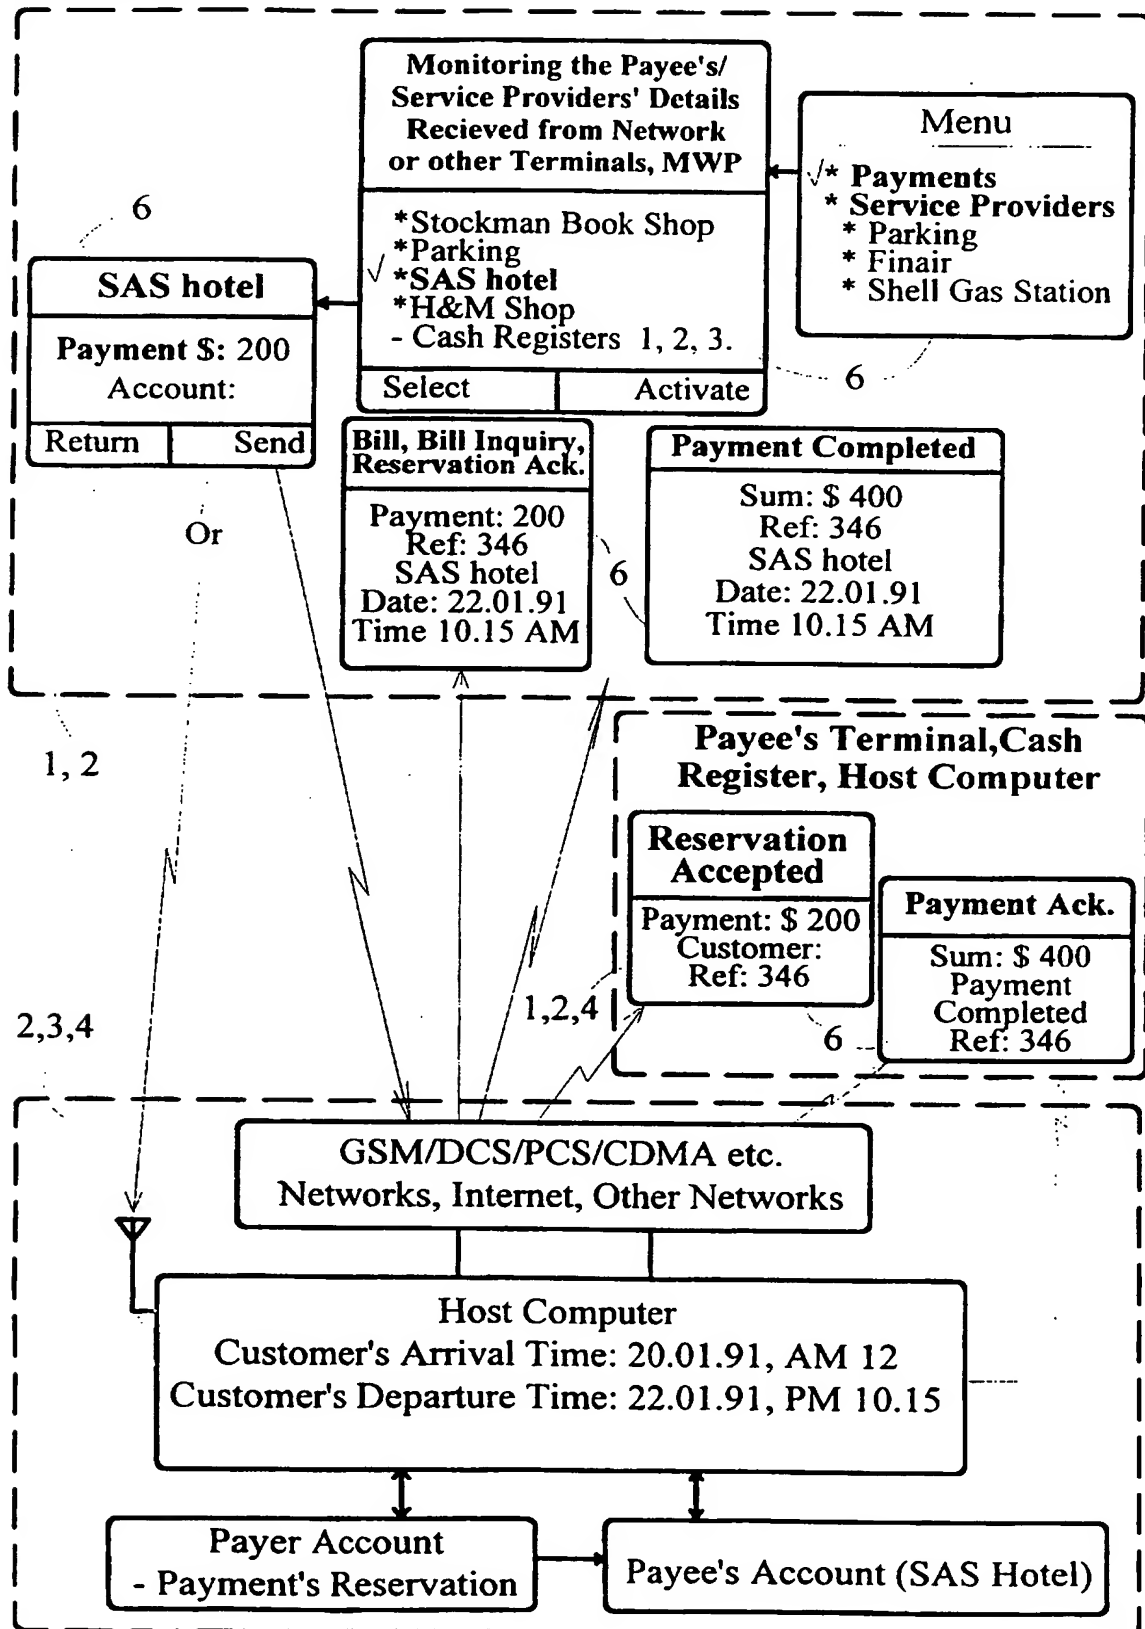 Monitoring the Payee's/
Service Providers' Details
Recieved from Network
or other Terminals, MWP
*Stockman Book Shop
*Parking
√ *SAS hotel
*H&M Shop
- Cash Registers 1, 2, 3.
Select Activate
Menu
√* Payments
* Service Providers
* Parking
* Finair
* Shell Gas Station
6
6
SAS hotel
Payment $: 200
Account:
Return Send
Or
Bill, Bill Inquiry,
Reservation Ack.
Payment: 200
Ref: 346
SAS hotel
Date: 22.01.91
Time 10.15 AM
6
Payment Completed
Sum: $ 400
Ref: 346
SAS hotel
Date: 22.01.91
Time 10.15 AM
1, 2
Payee's Terminal,Cash
Register, Host Computer
Reservation
Accepted
Payment: $ 200
Customer:
Ref: 346
Payment Ack.
Sum: $ 400
Payment
Completed
Ref: 346
1,2,4
6
2,3,4
GSM/DCS/PCS/CDMA etc.
Networks, Internet, Other Networks
Host Computer
Customer's Arrival Time: 20.01.91, AM 12
Customer's Departure Time: 22.01.91, PM 10.15
Payer Account
- Payment's Reservation
Payee's Account (SAS Hotel)